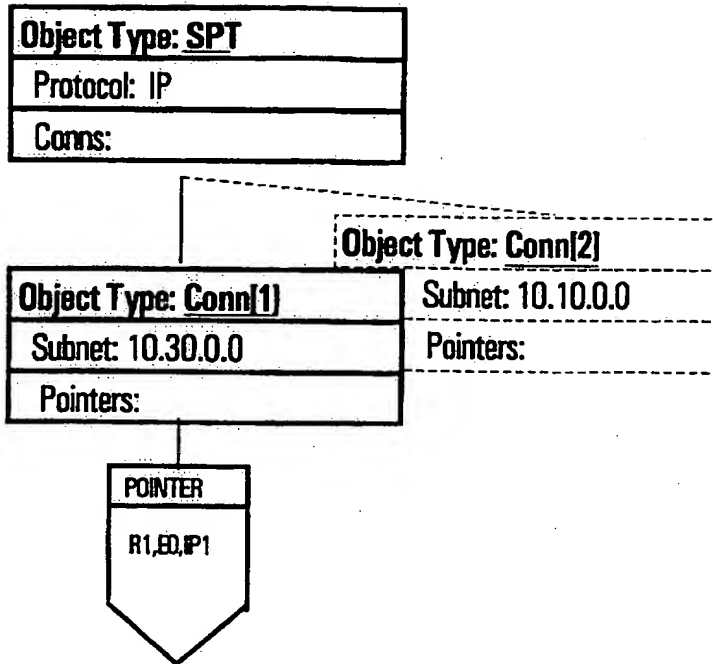 Object Type: SPT
Protocol: IP
Conns:
Object Type: Conn[2]
Subnet: 10.10.0.0
Pointers:
Object Type: Conn[1]
Subnet: 10.30.0.0
Pointers:
POINTER
R1,E0,IP1